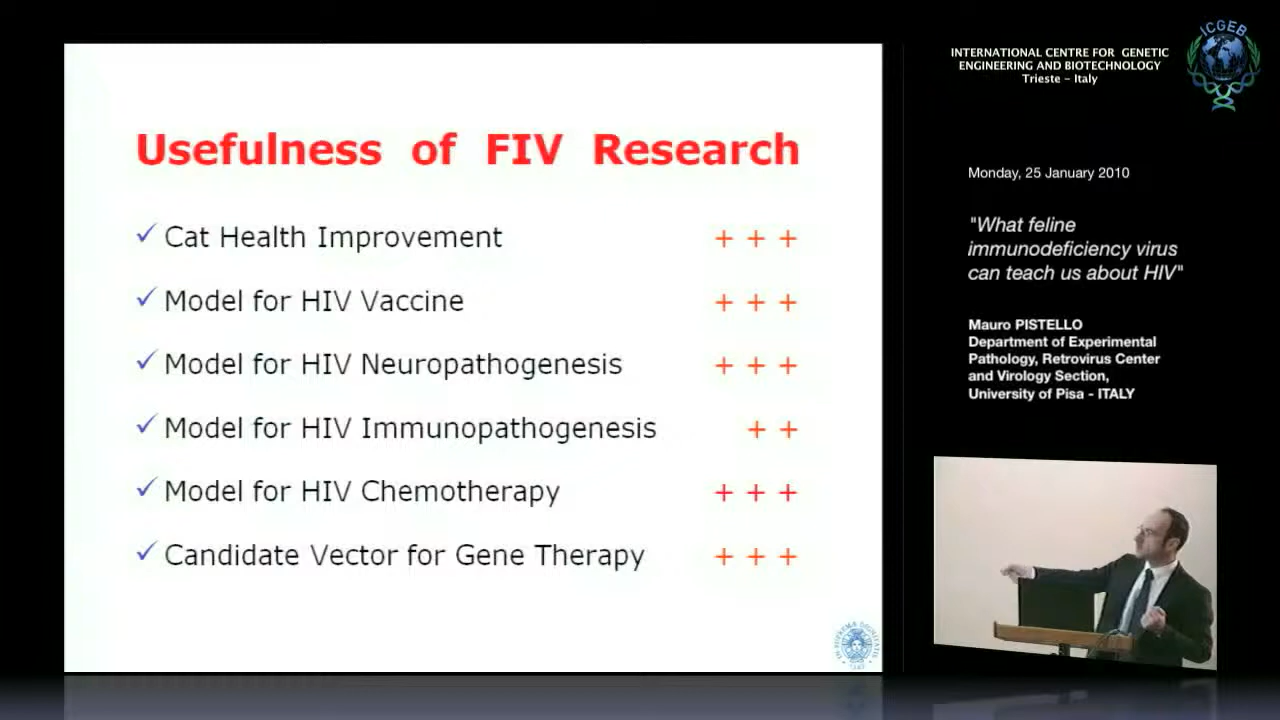 Usefulness of FIV Research
✓ Cat Health Improvement + + +
✓ Model for HIV Vaccine + + +
✓ Model for HIV Neuropathogenesis + + +
✓ Model for HIV Immunopathogenesis + +
✓ Model for HIV Chemotherapy + + +
✓ Candidate Vector for Gene Therapy + + +
INTERNATIONAL CENTRE FOR GENETIC
ENGINEERING AND BIOTECHNOLOGY
Trieste – Italy
ICGEB
Monday, 25 January 2010
"What feline
immunodeficiency virus
can teach us about HIV"
Mauro PISTELLO
Department of Experimental
Pathology, Retrovirus Center
and Virology Section,
University of Pisa - ITALY